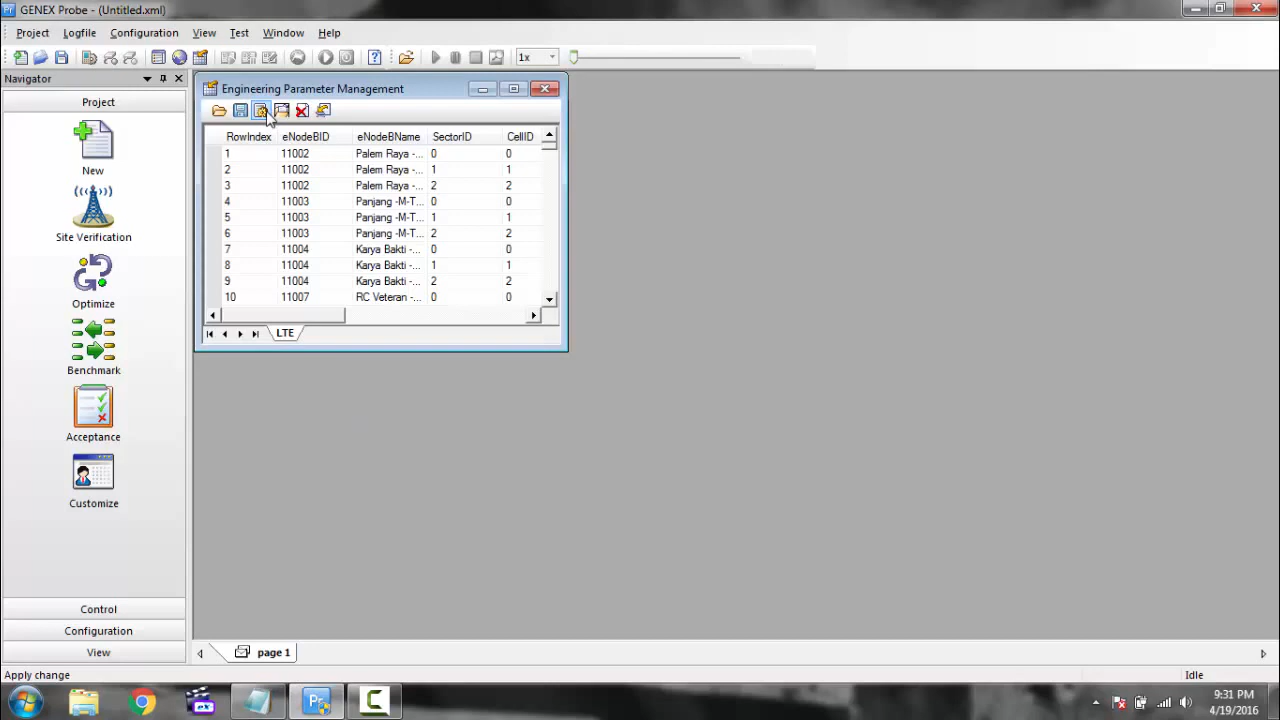 GENEX Probe - (Untitled.xml)
Project Logfile Configuration View Test Window Help
1x
Navigator
Project
New
Site Verification
Optimize
Benchmark
Acceptance
Customize
Control
Configuration
View
Engineering Parameter Management
RowIndex eNodeBID eNodeBName SectorID CellID
1 11002 Palem Raya -... 0 0
2 11002 Palem Raya -... 1 1
3 11002 Palem Raya -... 2 2
4 11003 Panjang -M-T... 0 0
5 11003 Panjang -M-T... 1 1
6 11003 Panjang -M-T... 2 2
7 11004 Karya Bakti -... 0 0
8 11004 Karya Bakti -... 1 1
9 11004 Karya Bakti -... 2 2
10 11007 RC Veteran -... 0 0
LTE
page 1
Apply change
Idle
9:31 PM
4/19/2016